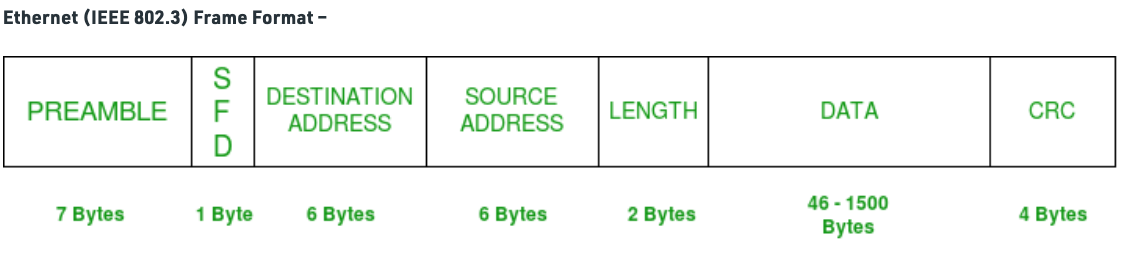 Ethernet (IEEE 802.3) Frame Format –
PREAMBLE
S
F
D
DESTINATION
ADDRESS
SOURCE
ADDRESS
LENGTH
DATA
CRC
7 Bytes
1 Byte
6 Bytes
6 Bytes
2 Bytes
46 - 1500
Bytes
4 Bytes